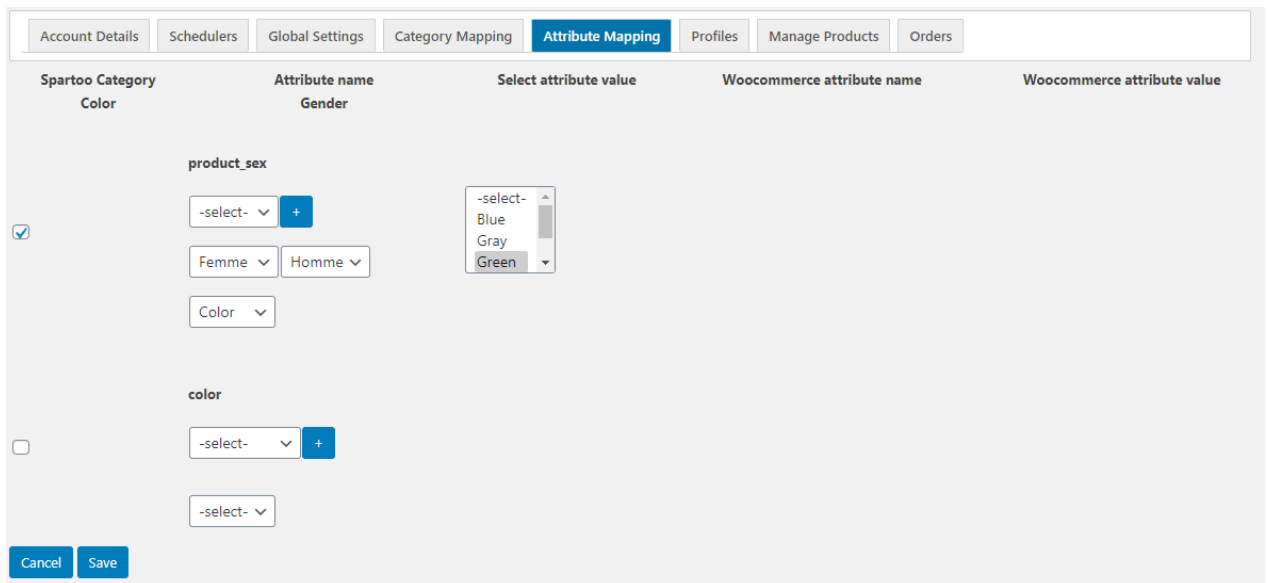 Account Details Schedulers Global Settings Category Mapping Attribute Mapping Profiles Manage Products Orders
Spartoo Category Attribute name Select attribute value Woocommerce attribute name Woocommerce attribute value
Color Gender
product_sex
-select- +
Femme Homme
Color
-select-
Blue
Gray
Green
color
-select- +
-select-
Cancel Save